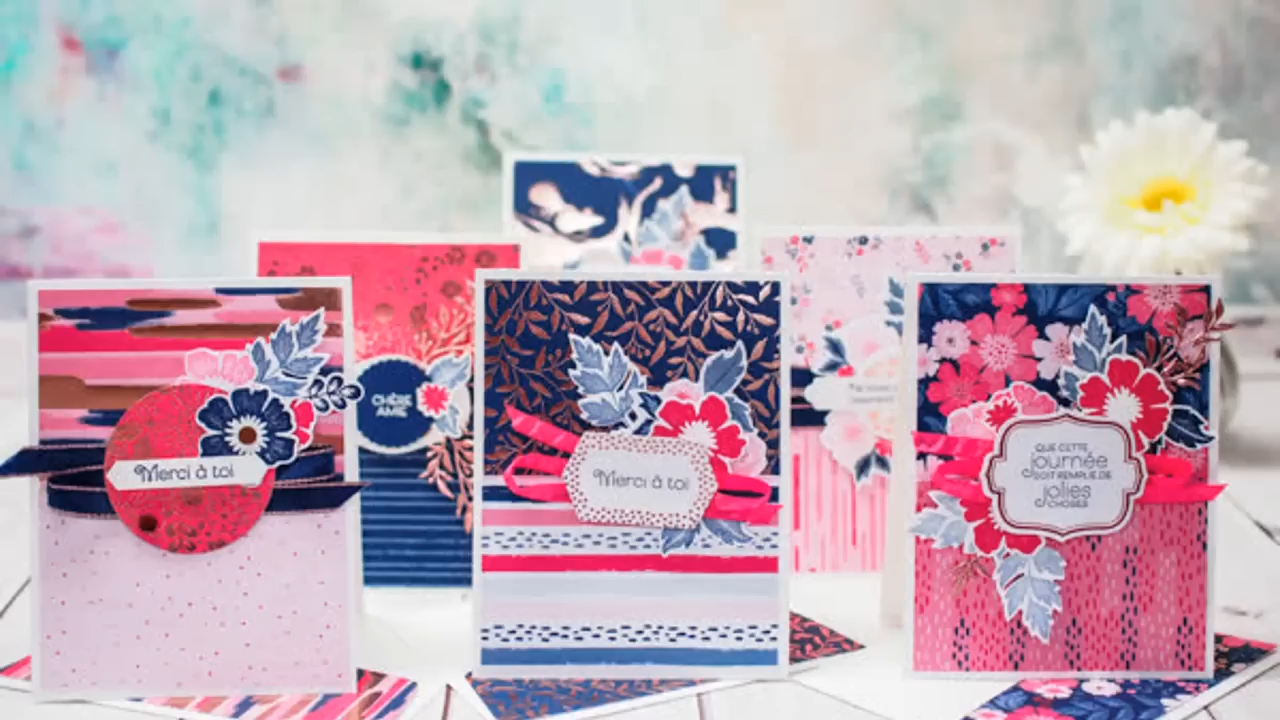 Merci à toi
CHÈRE
AMIE
Merci à toi
QUE CETTE
journée
SOIT REMPLIE DE
jolies
CHOSES